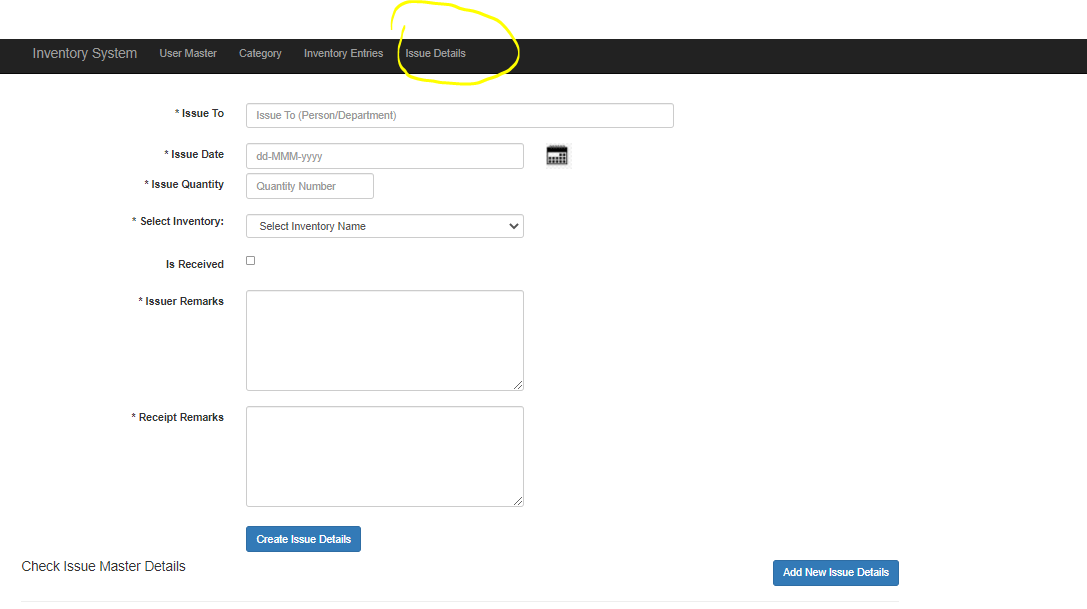 Inventory System User Master Category Inventory Entries Issue Details
* Issue To Issue To (Person/Department)
* Issue Date dd-MMM-yyyy
* Issue Quantity Quantity Number
* Select Inventory: Select Inventory Name
Is Received
* Issuer Remarks
* Receipt Remarks
Create Issue Details
Check Issue Master Details
Add New Issue Details